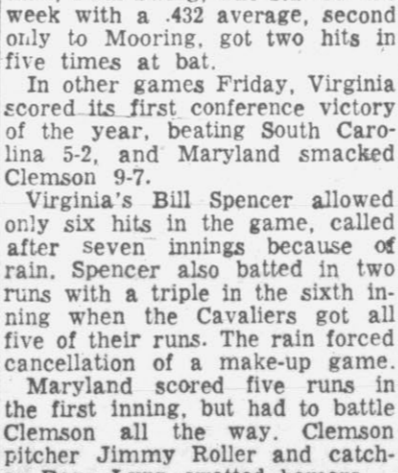 week with a .432 average, second
only to Mooring, got two hits in
five times at bat.
In other games Friday, Virginia
scored its first conference victory
of the year, beating South Caro-
lina 5-2, and Maryland smacked
Clemson 9-7.
Virginia's Bill Spencer allowed
only six hits in the game, called
after seven innings because of
rain. Spencer also batted in two
runs with a triple in the sixth in-
ning when the Cavaliers got all
five of their runs. The rain forced
cancellation of a make-up game.
Maryland scored five runs in
the first inning, but had to battle
Clemson all the way. Clemson
pitcher Jimmy Roller and catch-